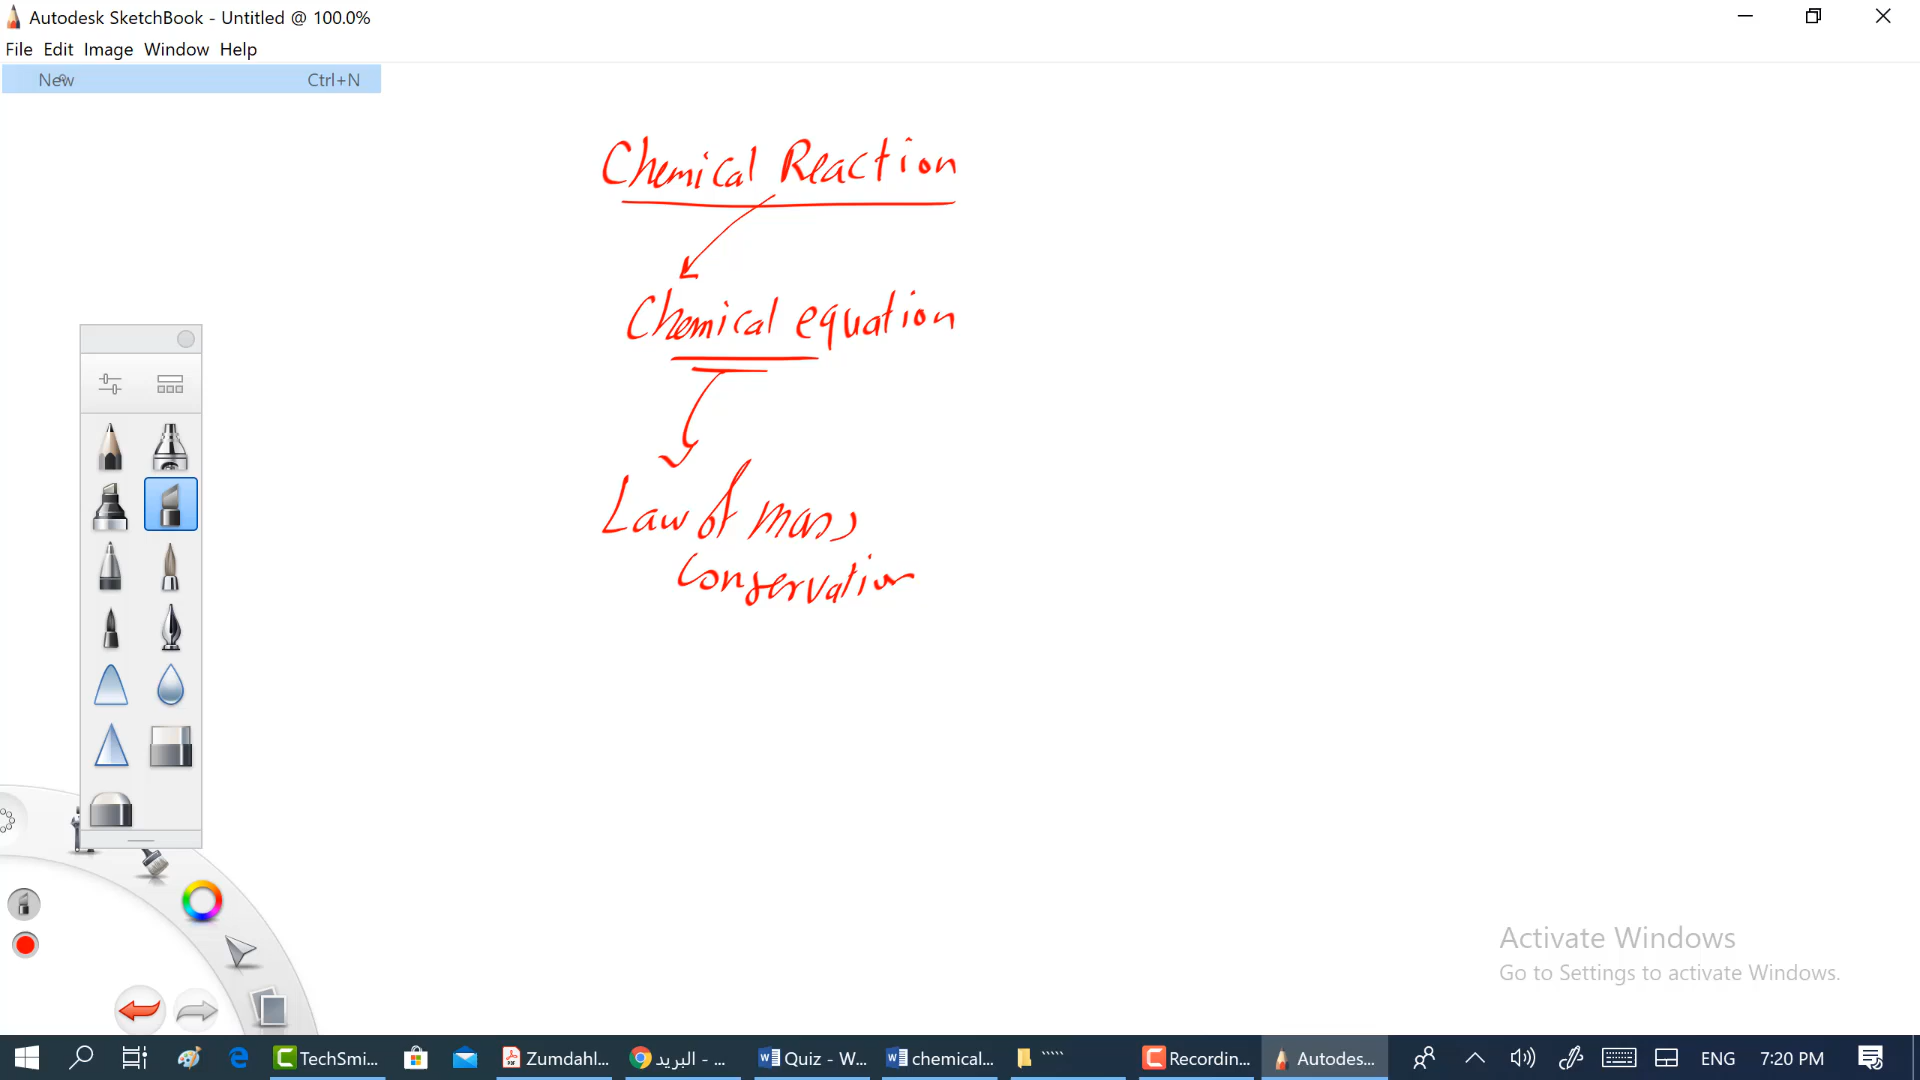 Autodesk SketchBook - Untitled @ 100.0%
File Edit Image Window Help
New Ctrl+N
Chemical Reaction
Chemical equation
Law of mass
Conservation
Activate Windows
Go to Settings to activate Windows.
TechSmi... Zumdahl... البريد - ... Quiz - W... chemical... ````` Recordin... Autodes... ENG 7:20 PM